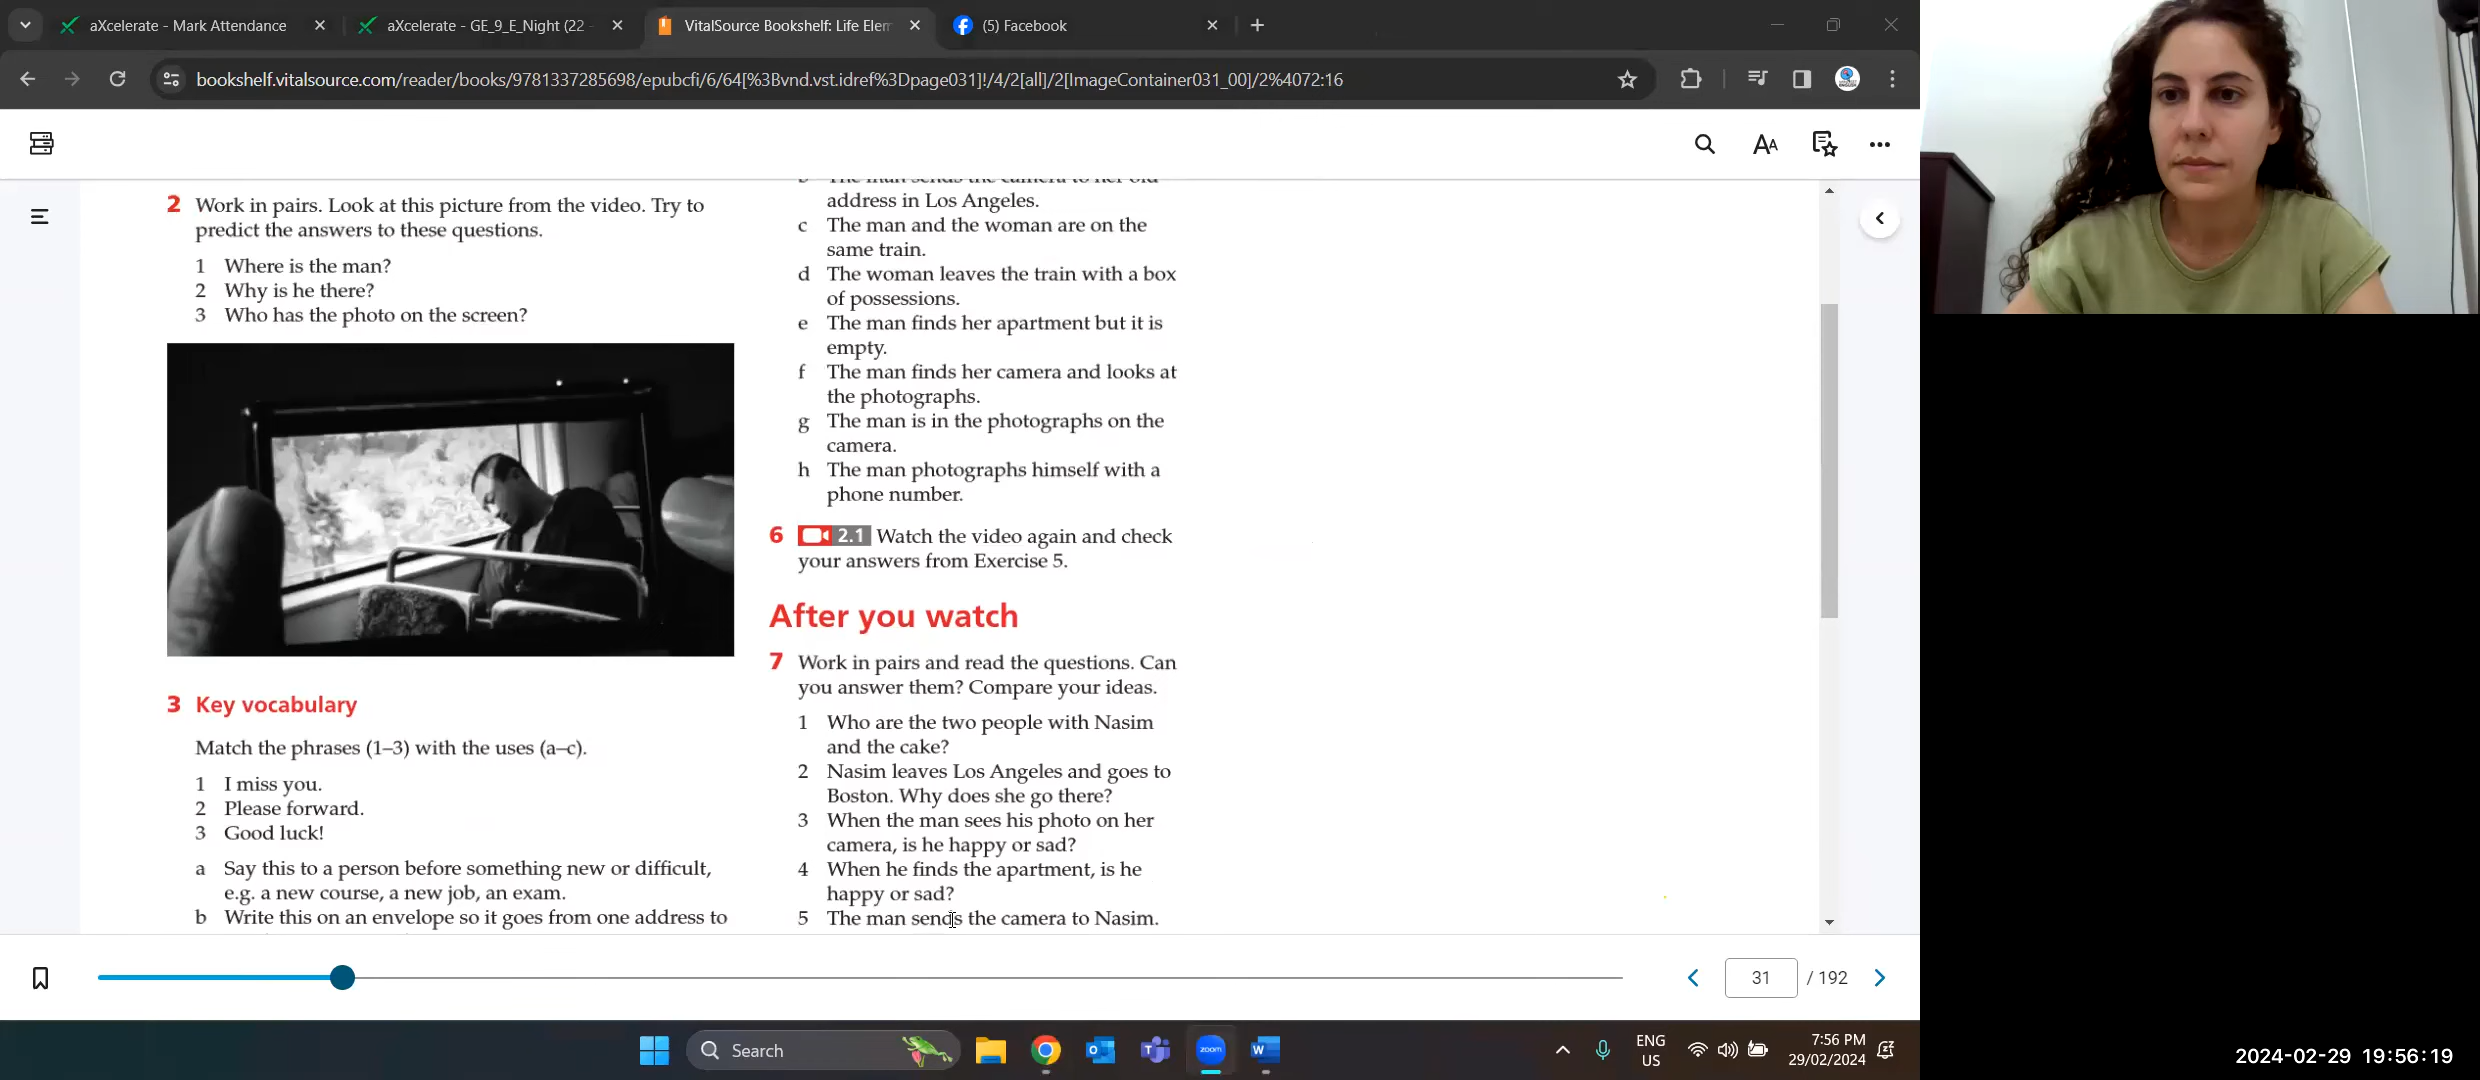 aXcelerate - Mark Attendance
aXcelerate - GE_9_E_Night (22 -
VitalSource Bookshelf: Life Elem
(5) Facebook
bookshelf.vitalsource.com/reader/books/9781337285698/epubcfi/6/64[%3Bvnd.vst.idref%3Dpage031]!/4/2[all]/2[ImageContainer031_00]/2%4072:16
2 Work in pairs. Look at this picture from the video. Try to
predict the answers to these questions.
1 Where is the man?
2 Why is he there?
3 Who has the photo on the screen?
3 Key vocabulary
Match the phrases (1–3) with the uses (a–c).
1 I miss you.
2 Please forward.
3 Good luck!
a Say this to a person before something new or difficult,
e.g. a new course, a new job, an exam.
b Write this on an envelope so it goes from one address to
b The man sends the camera to her old
address in Los Angeles.
c The man and the woman are on the
same train.
d The woman leaves the train with a box
of possessions.
e The man finds her apartment but it is
empty.
f The man finds her camera and looks at
the photographs.
g The man is in the photographs on the
camera.
h The man photographs himself with a
phone number.
6 2.1 Watch the video again and check
your answers from Exercise 5.
After you watch
7 Work in pairs and read the questions. Can
you answer them? Compare your ideas.
1 Who are the two people with Nasim
and the cake?
2 Nasim leaves Los Angeles and goes to
Boston. Why does she go there?
3 When the man sees his photo on her
camera, is he happy or sad?
4 When he finds the apartment, is he
happy or sad?
5 The man sends the camera to Nasim.
31 / 192
Search
zoom
ENG
US
7:56 PM
29/02/2024
2024-02-29 19:56:19